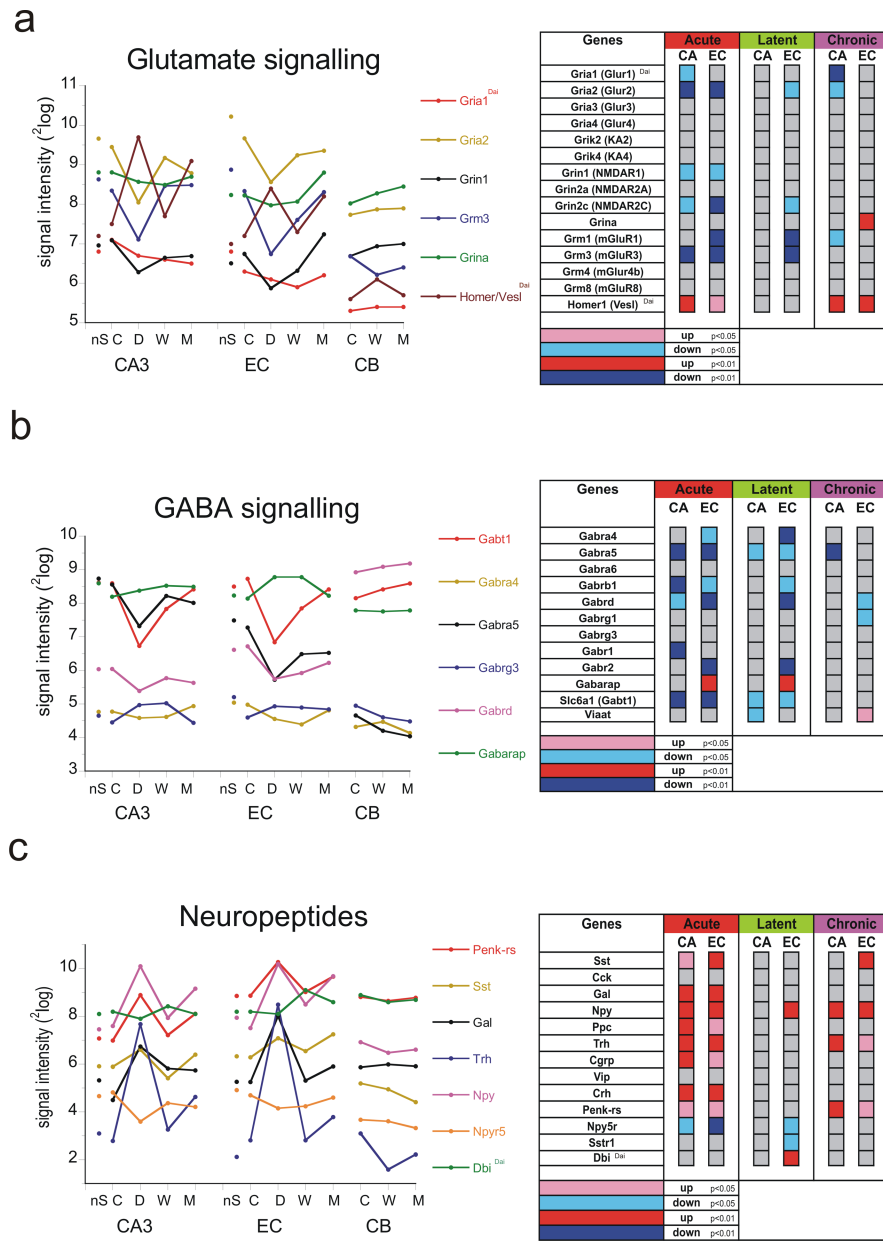 a
Glutamate signalling
signal intensity (²log)
11
10
9
8
7
6
5
nS C D W M
C D W M
C W M
CA3 EC CB
Gria1 Dai
Gria2
Grin1
Grm3
Grina
Homer/Vesl Dai
Genes Acute Latent Chronic
CA EC CA EC CA EC
Gria1 (Glur1) Dai
Gria2 (Glur2)
Gria3 (Glur3)
Gria4 (Glur4)
Grik2 (KA2)
Grik4 (KA4)
Grin1 (NMDAR1)
Grin2a (NMDAR2A)
Grin2c (NMDAR2C)
Grina
Grm1 (mGluR1)
Grm3 (mGluR3)
Grm4 (mGlur4b)
Grm8 (mGluR8)
Homer1 (Vesl) Dai
up p<0.05
down p<0.05
up p<0.01
down p<0.01
b
GABA signalling
signal intensity (²log)
10
9
8
7
6
5
4
3
nS C D W M
nS C D W M
C W M
CA3 EC CB
Gabt1
Gabra4
Gabra5
Gabrg3
Gabrd
Gabarap
Genes Acute Latent Chronic
CA EC CA EC CA EC
Gabra4
Gabra5
Gabra6
Gabrb1
Gabrd
Gabrg1
Gabrg3
Gabr1
Gabr2
Gabarap
Slc6a1 (Gabt1)
Viaat
up p<0.05
down p<0.05
up p<0.01
down p<0.01
c
Neuropeptides
signal intensity (²log)
10
8
6
4
2
nS C D W M
nS C D W M
C W M
CA3 EC CB
Penk-rs
Sst
Gal
Trh
Npy
Npyr5
Dbi Dai
Genes Acute Latent Chronic
CA EC CA EC CA EC
Sst
Cck
Gal
Npy
Ppc
Trh
Cgrp
Vip
Crh
Penk-rs
Npy5r
Sstr1
Dbi Dai
up p<0.05
down p<0.05
up p<0.01
down p<0.01